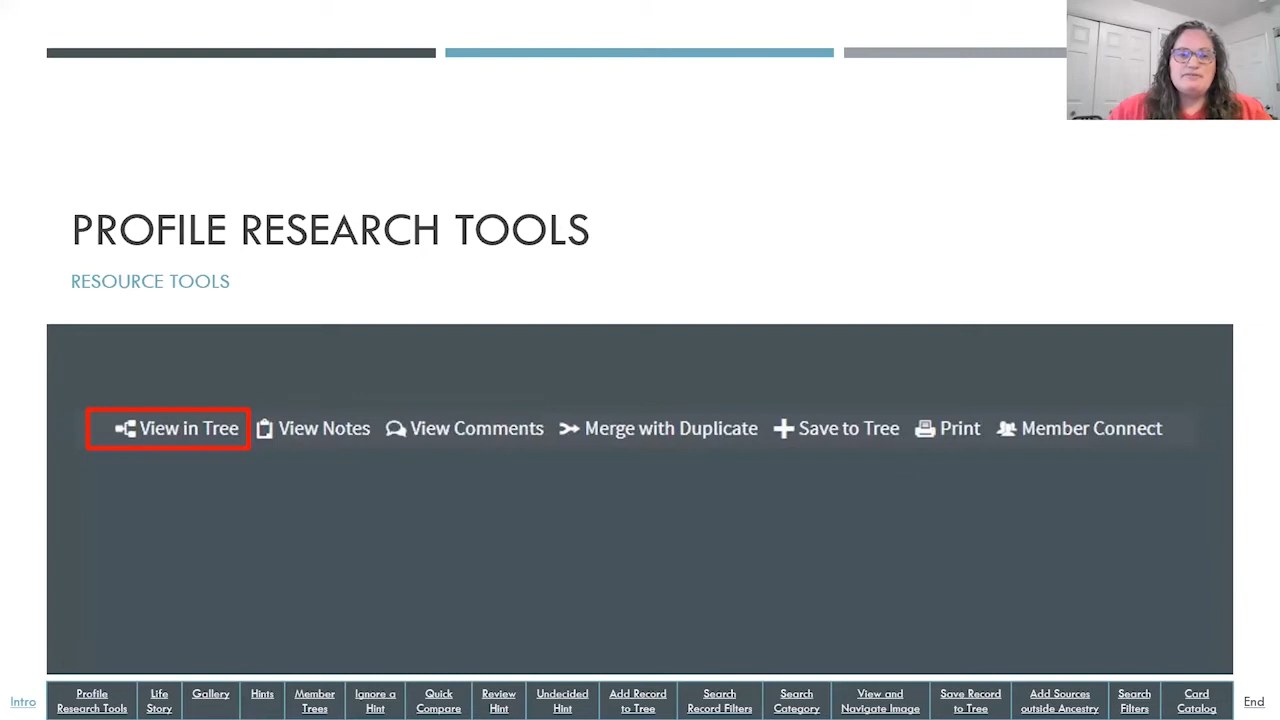 PROFILE RESEARCH TOOLS
RESOURCE TOOLS
View in Tree View Notes View Comments Merge with Duplicate Save to Tree Print Member Connect
Intro
Profile
Research Tools
Life
Story
Gallery
Hints
Member
Trees
Ignore a
Hint
Quick
Compare
Review
Hint
Undecided
Hint
Add Record
to Tree
Search
Record Filters
Search
Category
View and
Navigate Image
Save Record
to Tree
Add Sources
outside Ancestry
Search
Filters
Card
Catalog
End